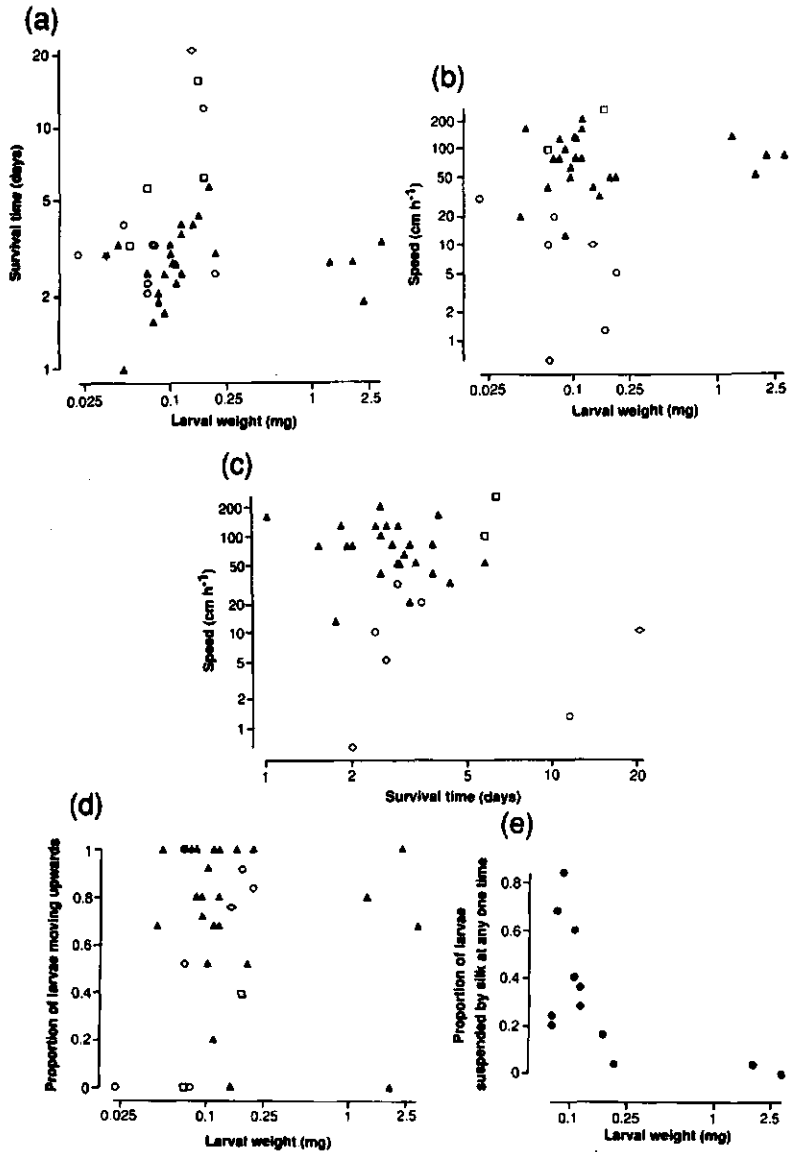 (a)
20
10
5
2
1
Survival time (days)
0.025 0.1 0.25 1 2.5
Larval weight (mg)
(b)
200
100
50
20
10
5
2
1
Speed (cm h-1)
0.025 0.1 0.25 1 2.5
Larval weight (mg)
(c)
200
100
50
20
10
5
2
1
Speed (cm h-1)
1 2 5 10 20
Survival time (days)
(d)
1
0.8
0.6
0.4
0.2
0
Proportion of larvae moving upwards
0.025 0.1 0.25 1 2.5
Larval weight (mg)
(e)
0.8
0.6
0.4
0.2
0
Proportion of larvae
suspended by silk at any one time
0.1 0.25 1 2.5
Larval weight (mg)